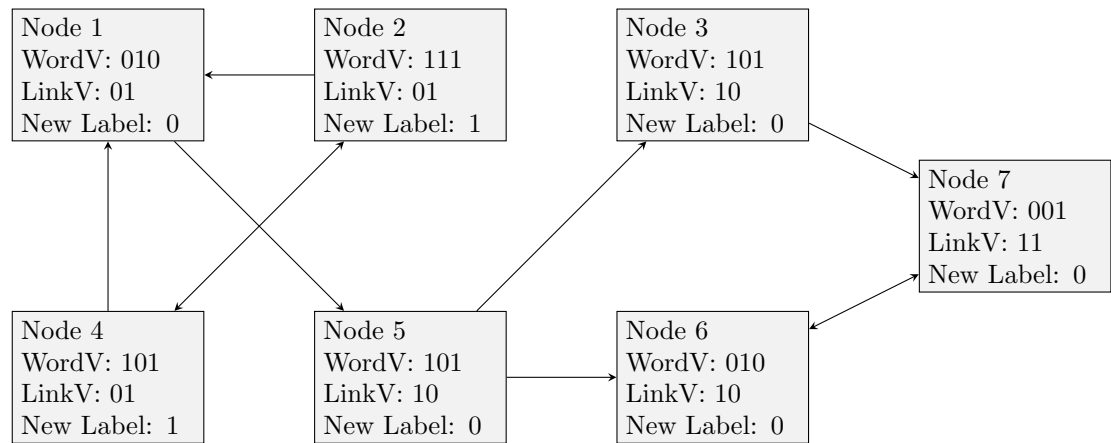 Node 1
WordV: 010
LinkV: 01
New Label: 0
Node 2
WordV: 111
LinkV: 01
New Label: 1
Node 3
WordV: 101
LinkV: 10
New Label: 0
Node 7
WordV: 001
LinkV: 11
New Label: 0
Node 4
WordV: 101
LinkV: 01
New Label: 1
Node 5
WordV: 101
LinkV: 10
New Label: 0
Node 6
WordV: 010
LinkV: 10
New Label: 0